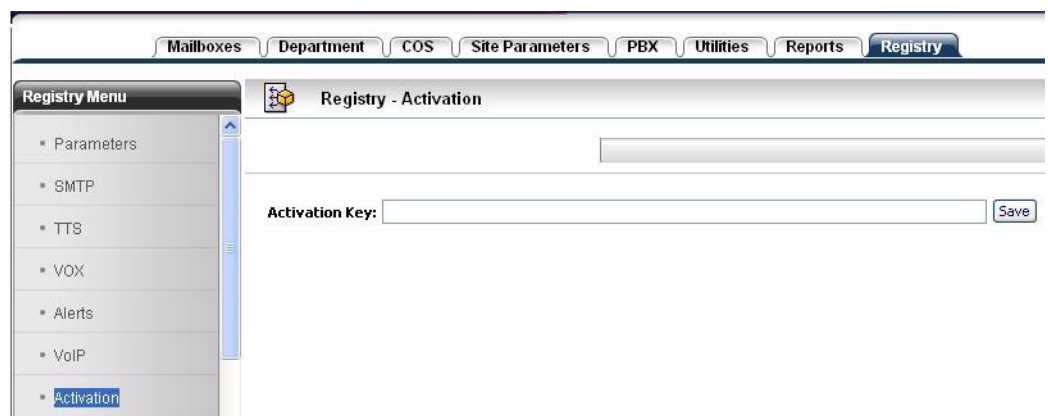 Mailboxes Department COS Site Parameters PBX Utilities Reports Registry
Registry Menu
Registry - Activation
Parameters
SMTP
TTS
VOX
Alerts
VoIP
Activation
Activation Key:
Save